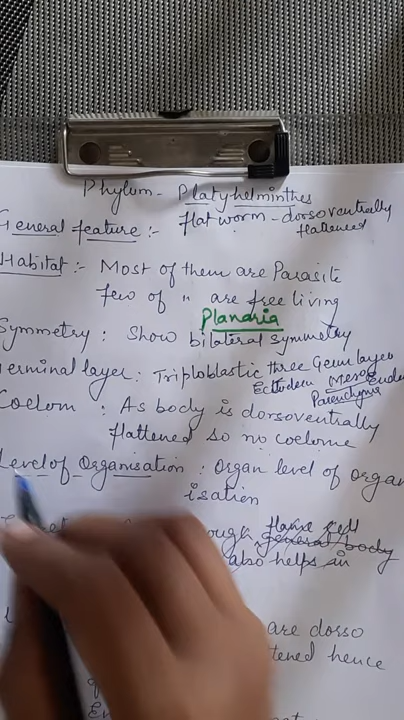 Phylum - Platyhelminthes
General feature :- flat worm - dorsoventrally
flattened
Habitat :- Most of them are Parasite
few of " are free living
Planaria
Symmetry : Show bilateral symmetry
Germinal layer : Triploblastic three Germ layer
Ectoderm Meso Endo
Parenchyma
Coelom : As body is dorsoventrally
flattened so no coelome
Level of Organisation : Organ level of organ
isation
flame cell
general body
also helps in
are dorso
tened hence